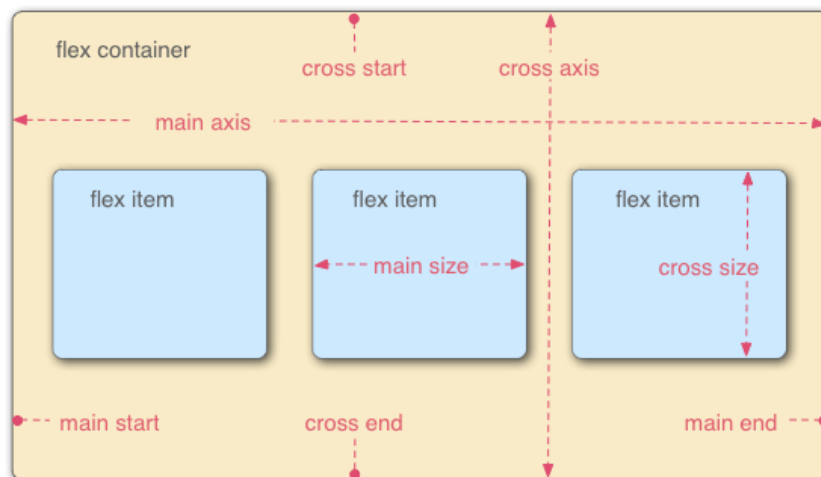 flex container
cross start
cross axis
main axis
flex item
flex item
flex item
main size
cross size
main start
cross end
main end